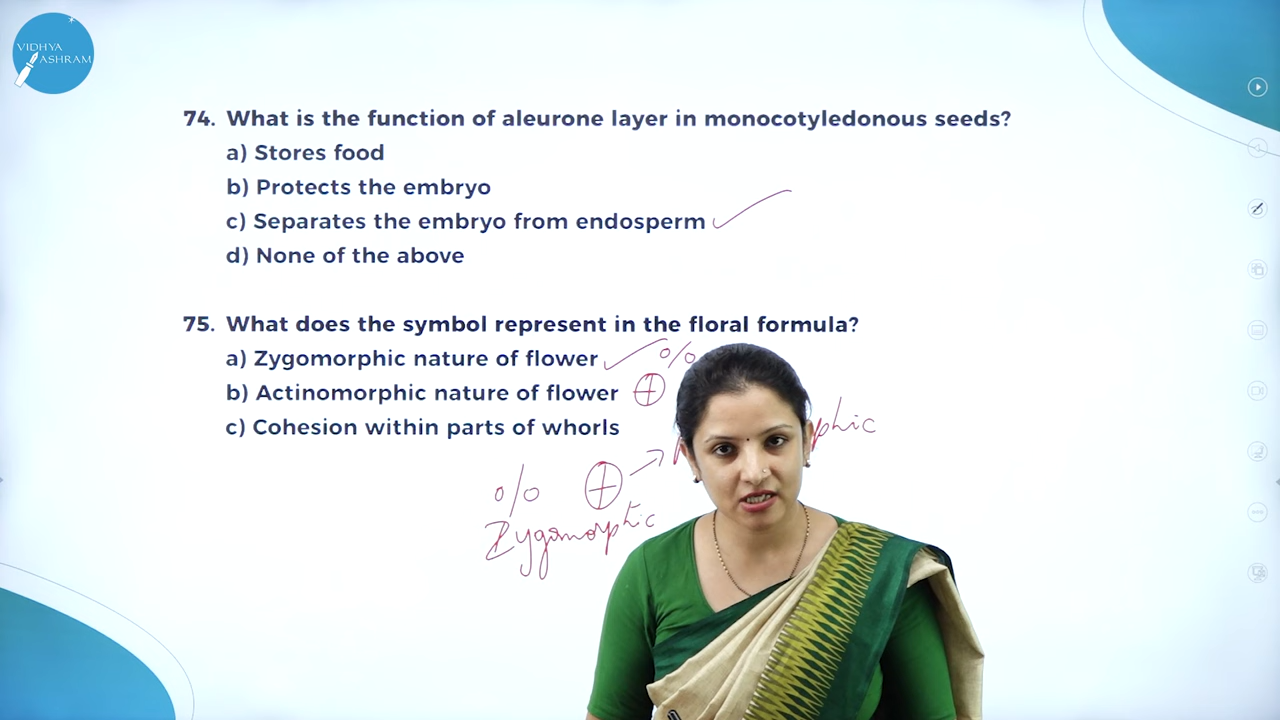 VIDHYA
ASHRAM
74. What is the function of aleurone layer in monocotyledonous seeds?
a) Stores food
b) Protects the embryo
c) Separates the embryo from endosperm
d) None of the above
75. What does the symbol represent in the floral formula?
a) Zygomorphic nature of flower
%
b) Actinomorphic nature of flower
⊕
c) Cohesion within parts of whorls
phic
% ⊕ →
Zygomorphic